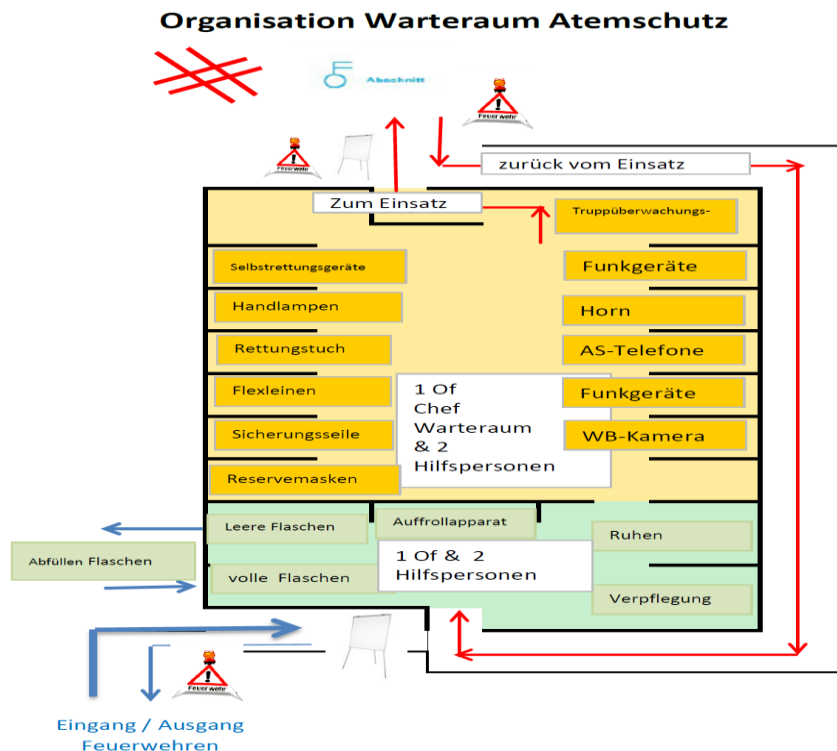 Organisation Warteraum Atemschutz
Abschnitt
Feuerwehr
Feuerwehr
zurück vom Einsatz
Zum Einsatz
Truppüberwachungs-
Selbstrettungsgeräte
Funkgeräte
Handlampen
Horn
Rettungstuch
AS-Telefone
Flexleinen
1 Of
Chef
Warteraum
& 2
Hilfspersonen
Funkgeräte
Sicherungsseile
WB-Kamera
Reservemasken
Leere Flaschen
Auffrollapparat
Ruhen
Abfüllen Flaschen
1 Of & 2
Hilfspersonen
volle Flaschen
Verpflegung
Feuerwehr
Eingang / Ausgang
Feuerwehren